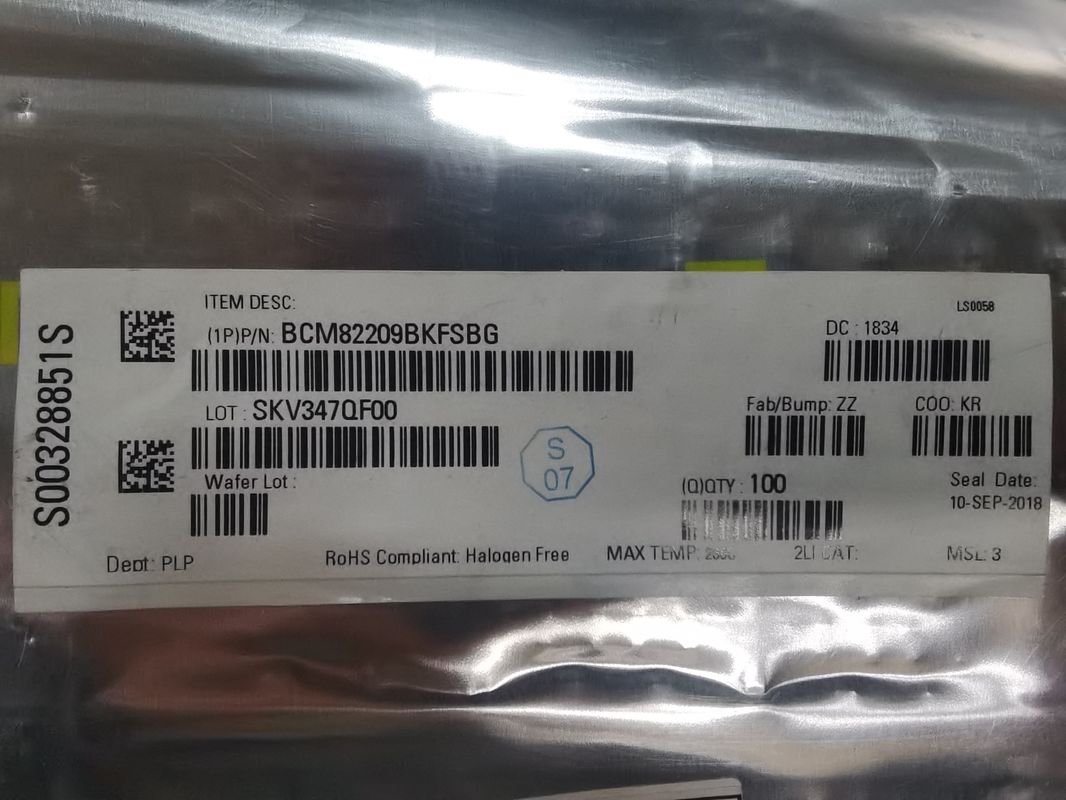 S00328851S
ITEM DESC:
LS0058
(1P)P/N: BCM82209BKFSBG
DC : 1834
LOT : SKV347QF00
Fab/Bump: ZZ
COO: KR
S
07
Wafer Lot :
(Q)QTY : 100
Seal Date:
10-SEP-2018
Dept: PLP
RoHS Compliant: Halogen Free
MAX TEMP:
2LI CAT:
MSL: 3